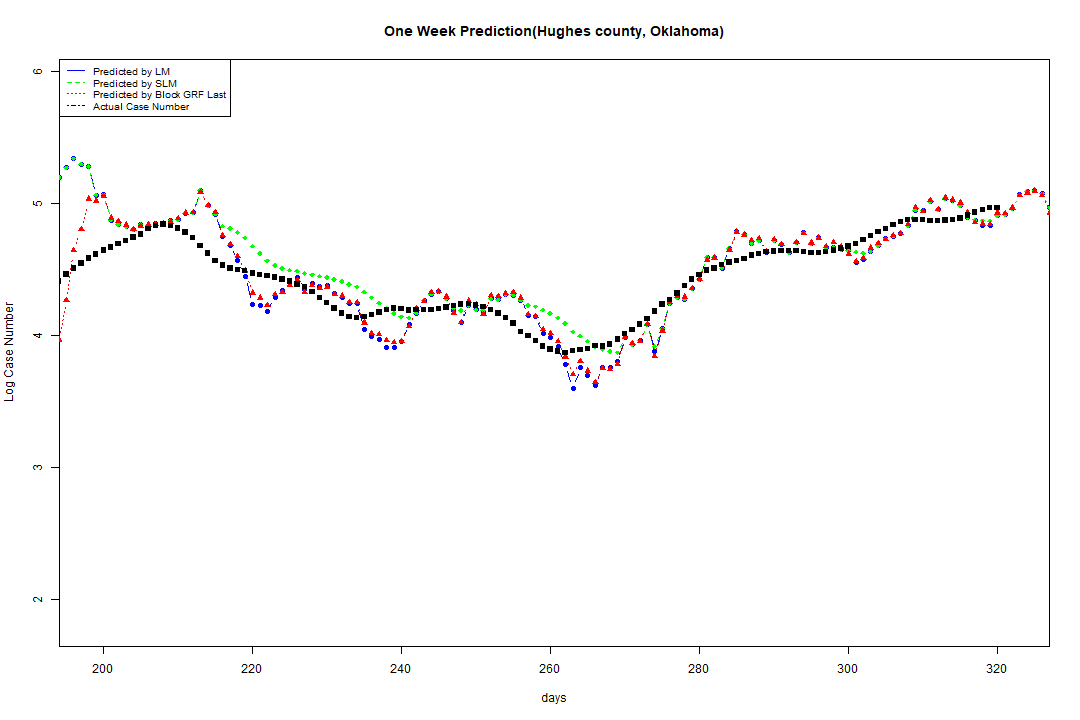 One Week Prediction(Hughes county, Oklahoma)
Predicted by LM
Predicted by SLM
Predicted by Block GRF Last
Actual Case Number
6
5
4
3
2
Log Case Number
200 220 240 260 280 300 320
days